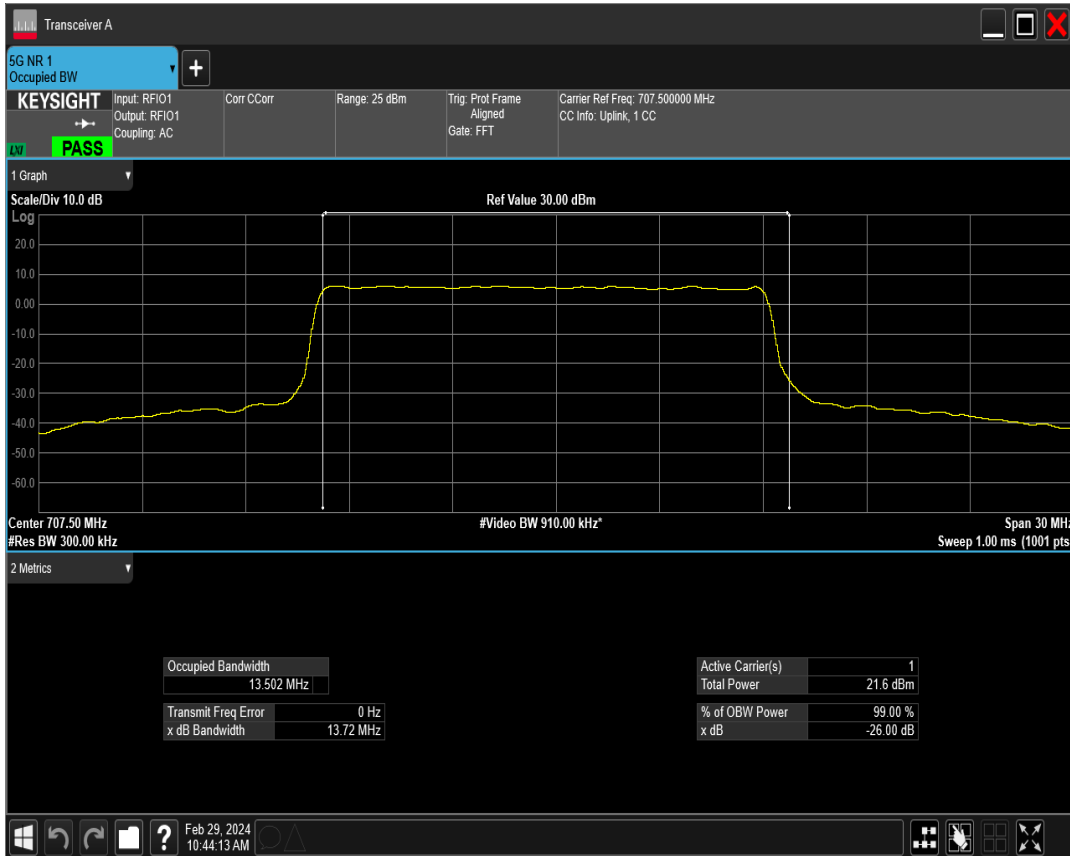 Transceiver A
5G NR 1
Occupied BW
+
KEYSIGHT
LXI
PASS
Input: RFIO1
Output: RFIO1
Coupling: AC
Corr CCorr
Range: 25 dBm
Trig: Prot Frame
Aligned
Gate: FFT
Carrier Ref Freq: 707.500000 MHz
CC Info: Uplink, 1 CC
1 Graph
Scale/Div 10.0 dB
Ref Value 30.00 dBm
Log
20.0
10.0
0.00
-10.0
-20.0
-30.0
-40.0
-50.0
-60.0
Center 707.50 MHz
#Video BW 910.00 kHz*
Span 30 MHz
#Res BW 300.00 kHz
Sweep 1.00 ms (1001 pts
2 Metrics
Occupied Bandwidth
13.502 MHz
Transmit Freq Error 0 Hz
x dB Bandwidth 13.72 MHz
Active Carrier(s) 1
Total Power 21.6 dBm
% of OBW Power 99.00 %
x dB -26.00 dB
?
Feb 29, 2024
10:44:13 AM